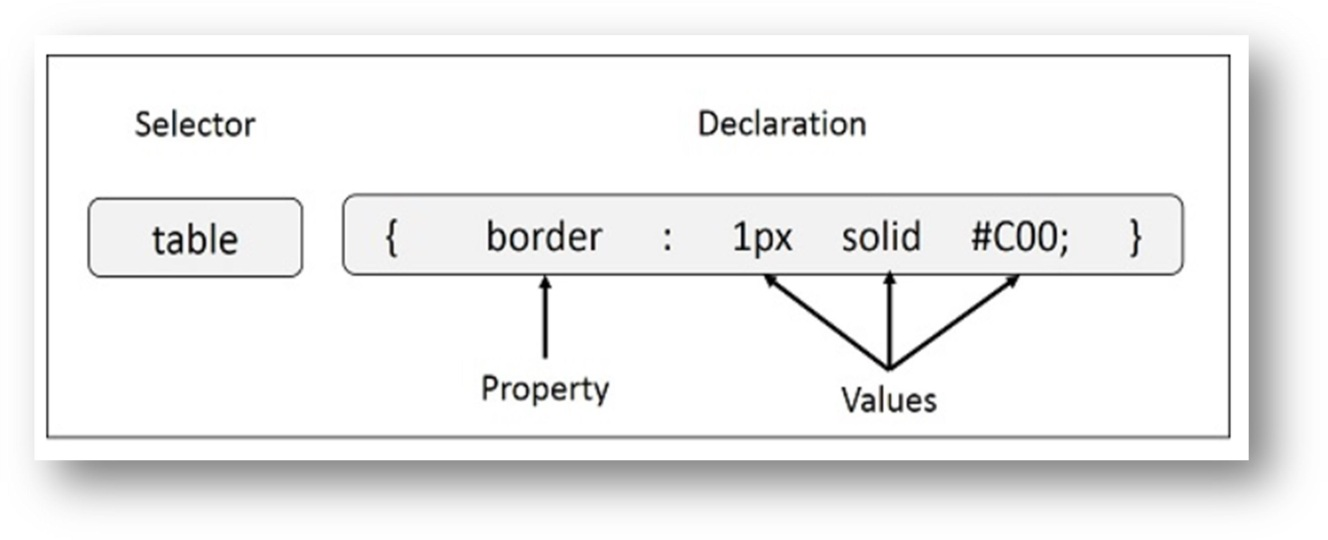 Selector Declaration
table { border : 1px solid #C00; }
Property Values